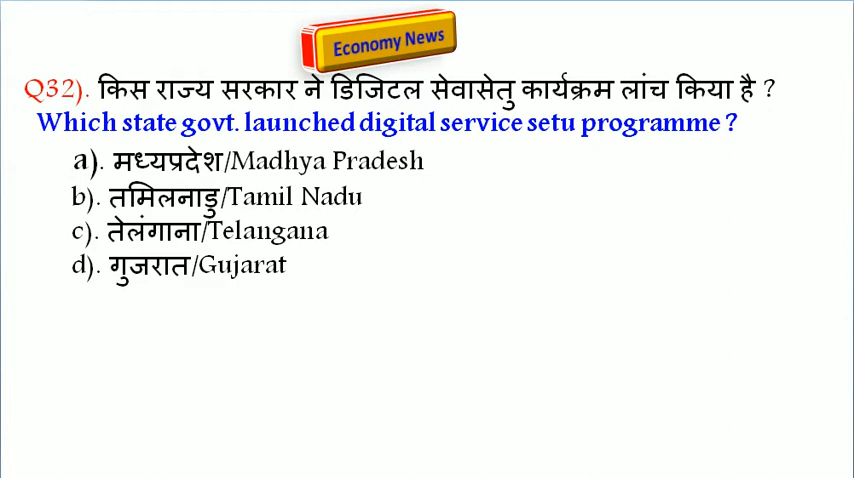 Economy News
Q32). किस राज्य सरकार ने डिजिटल सेवासेतु कार्यक्रम लांच किया है ?
Which state govt. launched digital service setu programme ?
a). मध्यप्रदेश/Madhya Pradesh
b). तमिलनाडु/Tamil Nadu
c). तेलंगाना/Telangana
d). गुजरात/Gujarat